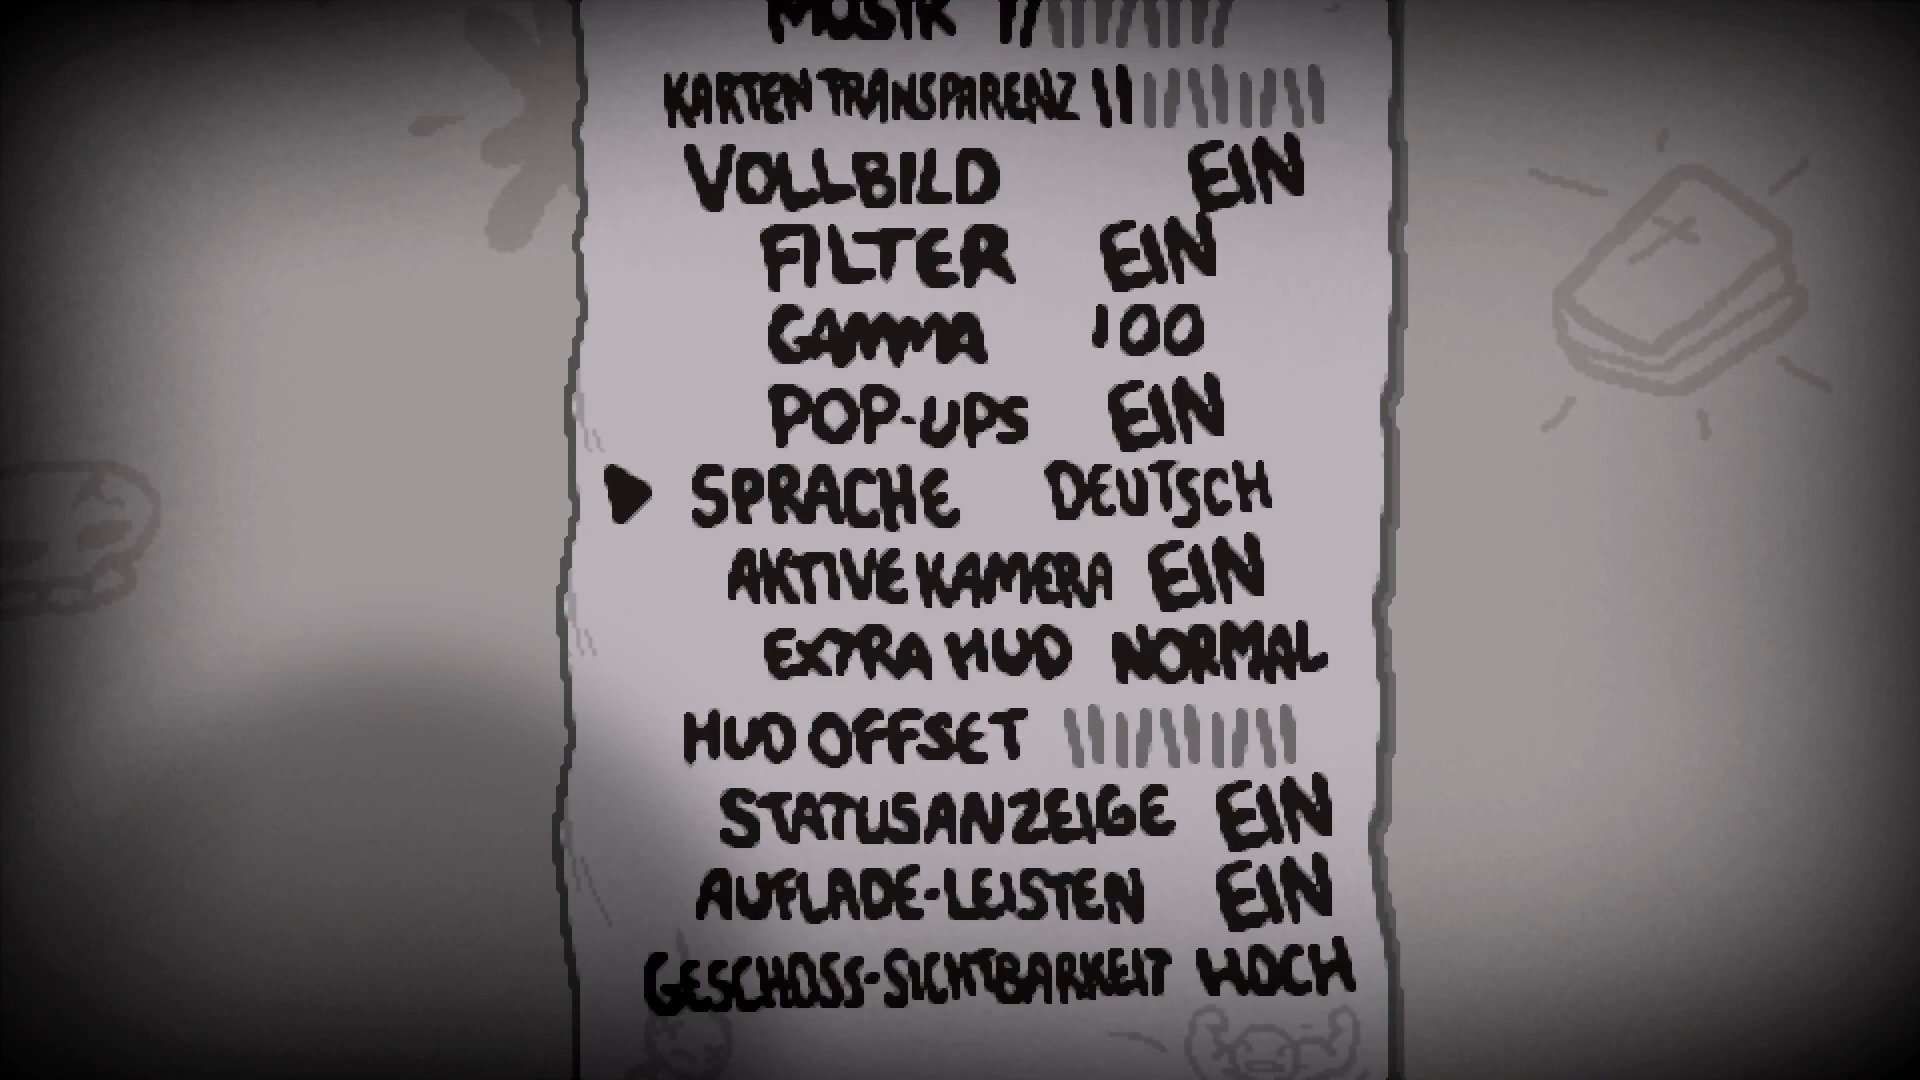 MUSIK
KARTEN TRANSPARENZ
VOLLBILD EIN
FILTER EIN
GAMMA 100
POP-UPS EIN
SPRACHE DEUTSCH
AKTIVE KAMERA EIN
EXTRA HUD NORMAL
HUD OFFSET
STATUSANZEIGE EIN
AUFLADE-LEISTEN EIN
GESCHOSS-SICHTBARKEIT HOCH